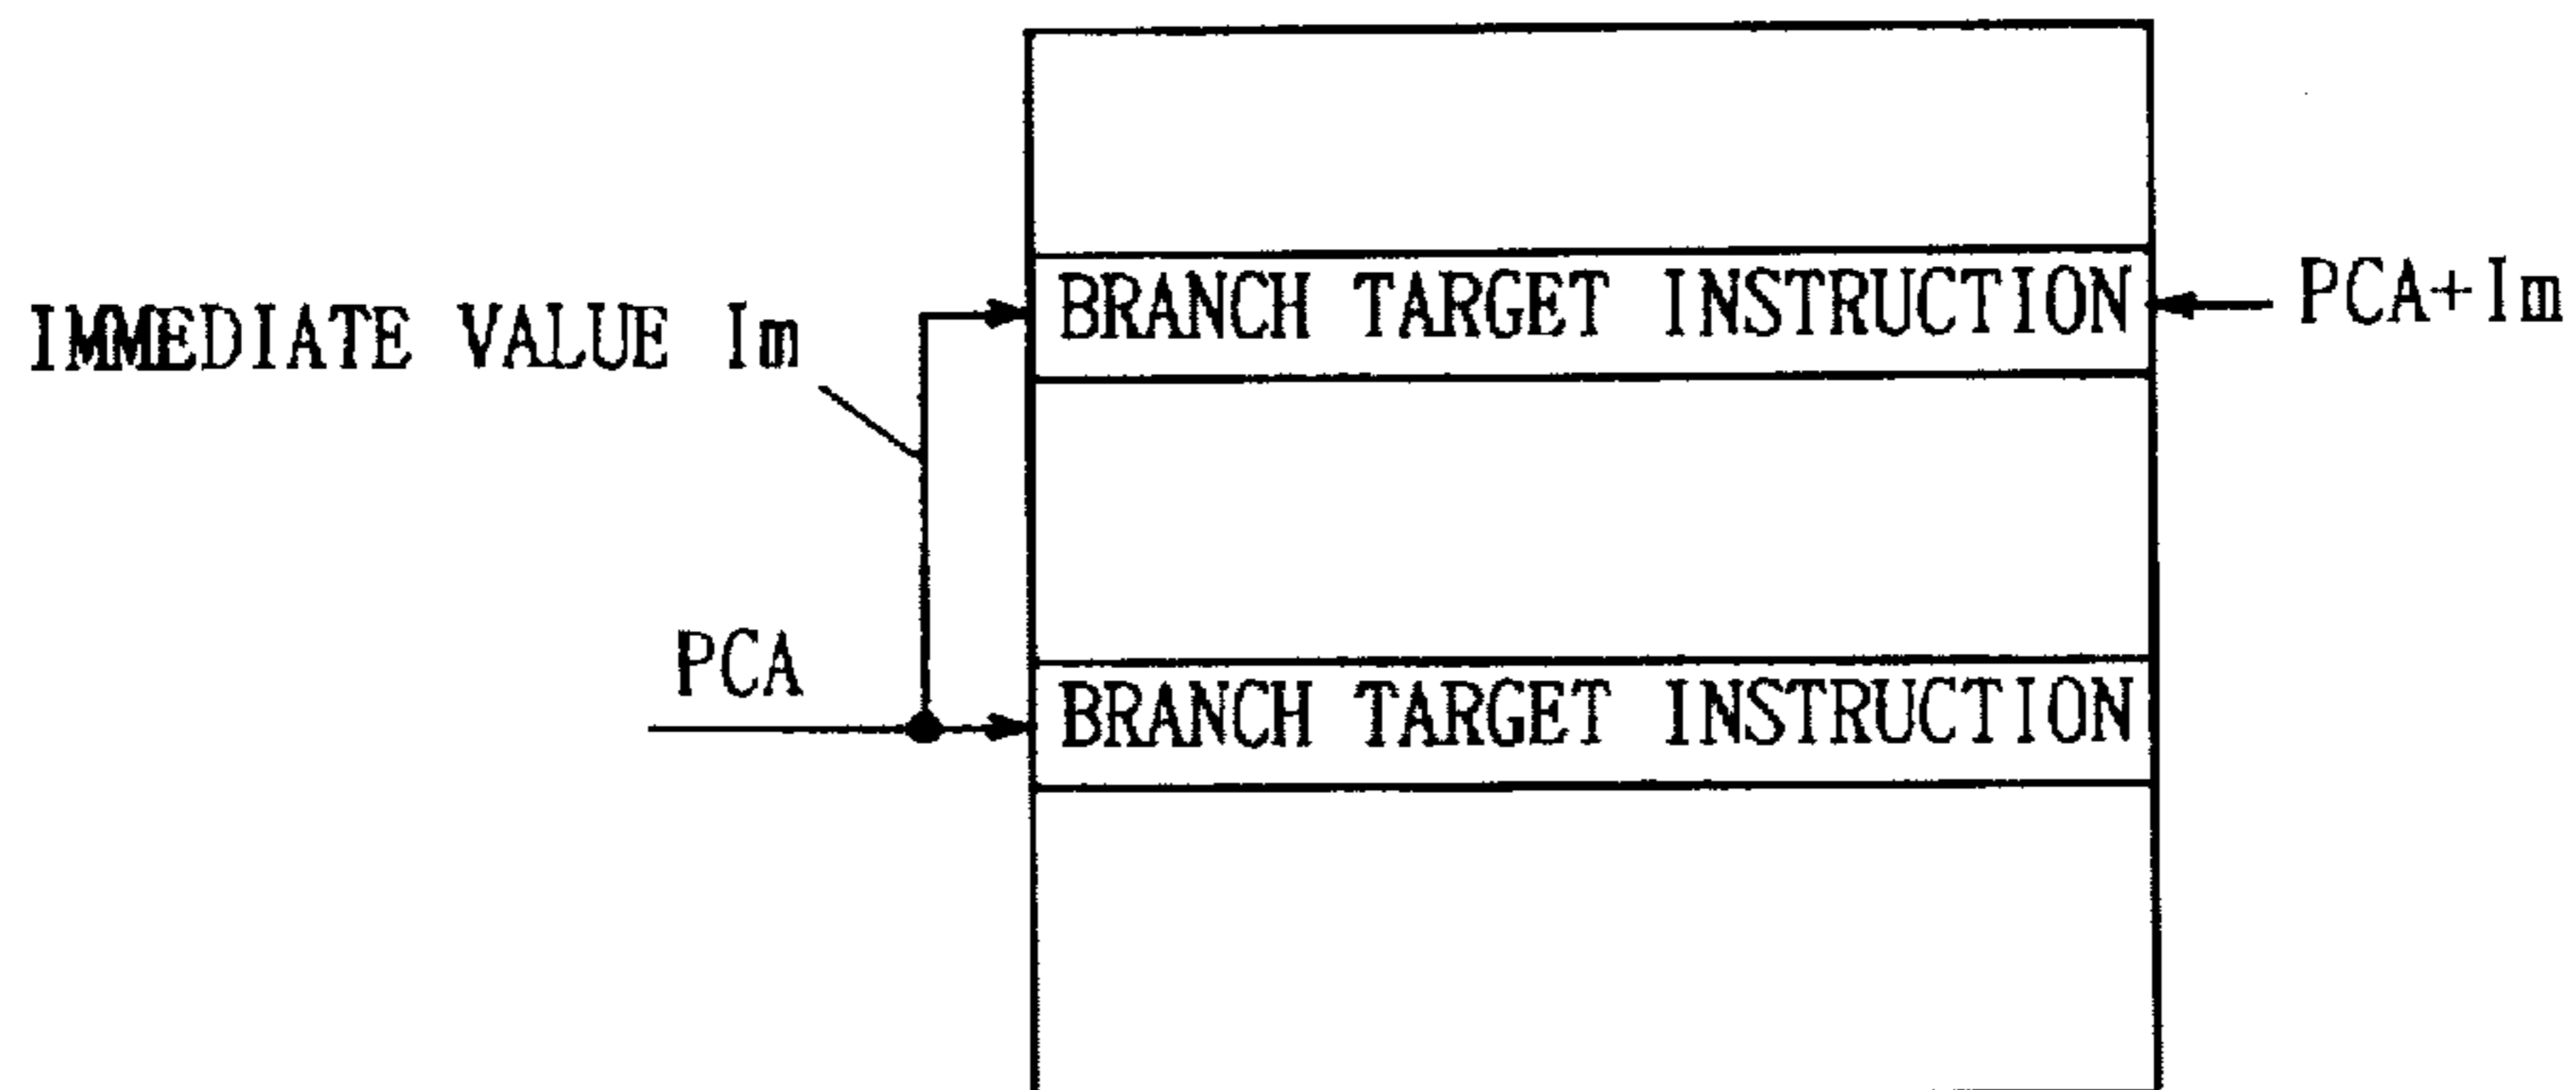 IMMEDIATE VALUE Im
BRANCH TARGET INSTRUCTION
PCA+Im
PCA
BRANCH TARGET INSTRUCTION